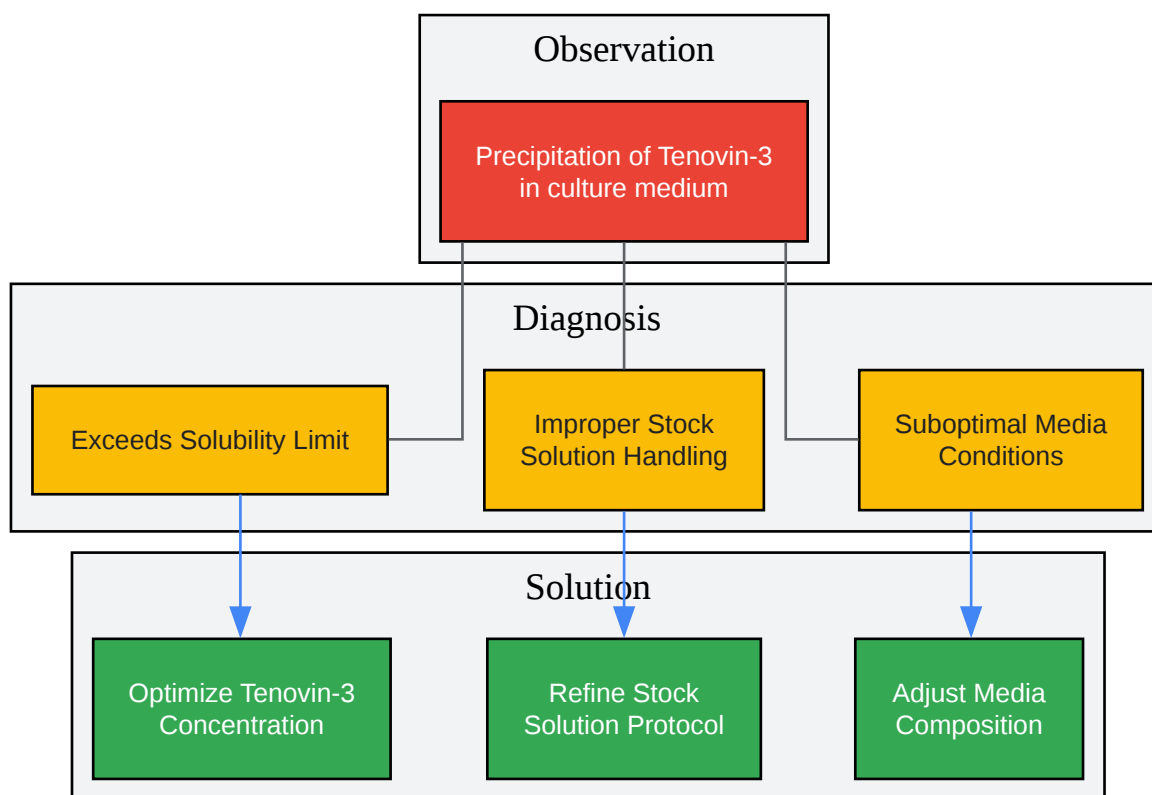 Observation
Precipitation of Tenovin-3
in culture medium
Diagnosis
Exceeds Solubility Limit
Improper Stock
Solution Handling
Suboptimal Media
Conditions
Solution
Optimize Tenovin-3
Concentration
Refine Stock
Solution Protocol
Adjust Media
Composition